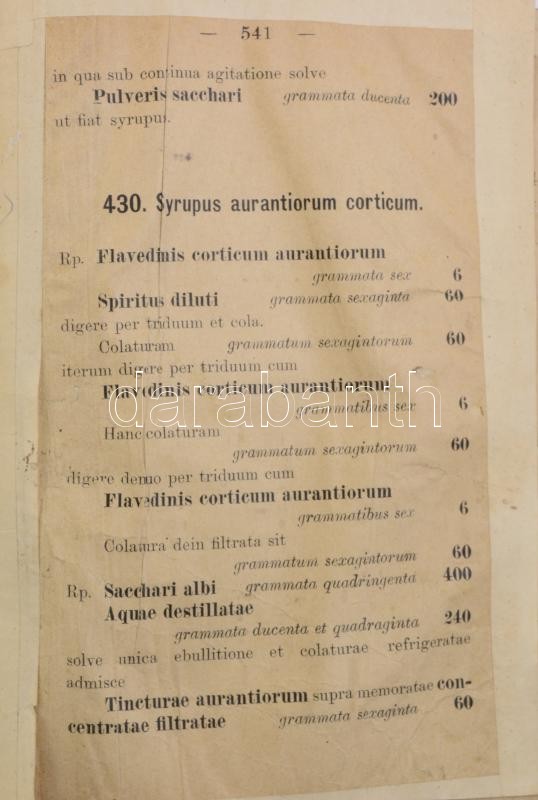 — 541 —
in qua sub continua agitatione solve
Pulveris sacchari grammata ducenta 200
ut fiat syrupus.
430. Syrupus aurantiorum corticum.
Rp. Flavedinis corticum aurantiorum
grammata sex 6
Spiritus diluti grammata sexaginta 60
digere per triduum et cola.
Colaturam grammatum sexagintorum 60
iterum digere per triduum cum
Flavedinis corticum aurantiorum
grammatibus sex 6
darabanth
Hanc colaturam
grammatum sexagintorum 60
digere denuo per triduum cum
Flavedinis corticum aurantiorum
grammatibus sex 6
Colatura dein filtrata sit
grammatum sexagintorum 60
Rp. Sacchari albi grammata quadringenta 400
Aquae destillatae
grammata ducenta et quadraginta 240
solve unica ebullitione et colaturae refrigeratae
admisce
Tincturae aurantiorum supra memoratae con-
centratae filtratae grammata sexaginta 60